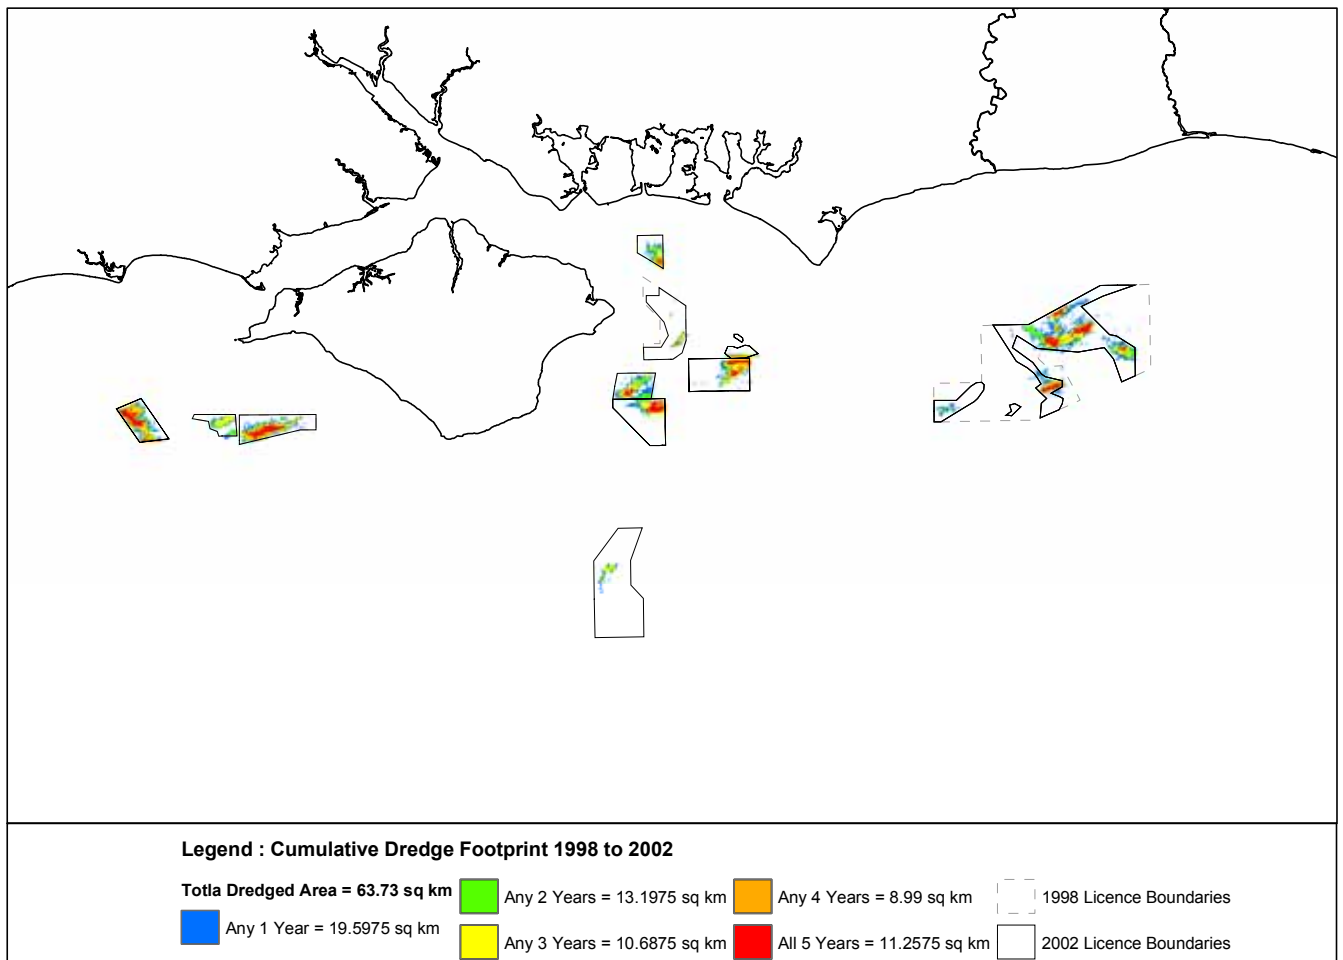 Legend : Cumulative Dredge Footprint 1998 to 2002
Totla Dredged Area = 63.73 sq km
Any 1 Year = 19.5975 sq km
Any 2 Years = 13.1975 sq km
Any 3 Years = 10.6875 sq km
Any 4 Years = 8.99 sq km
All 5 Years = 11.2575 sq km
1998 Licence Boundaries
2002 Licence Boundaries